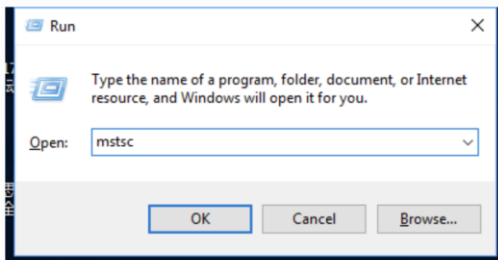 Run
Type the name of a program, folder, document, or Internet
resource, and Windows will open it for you.
Open: mstsc
OK Cancel Browse...